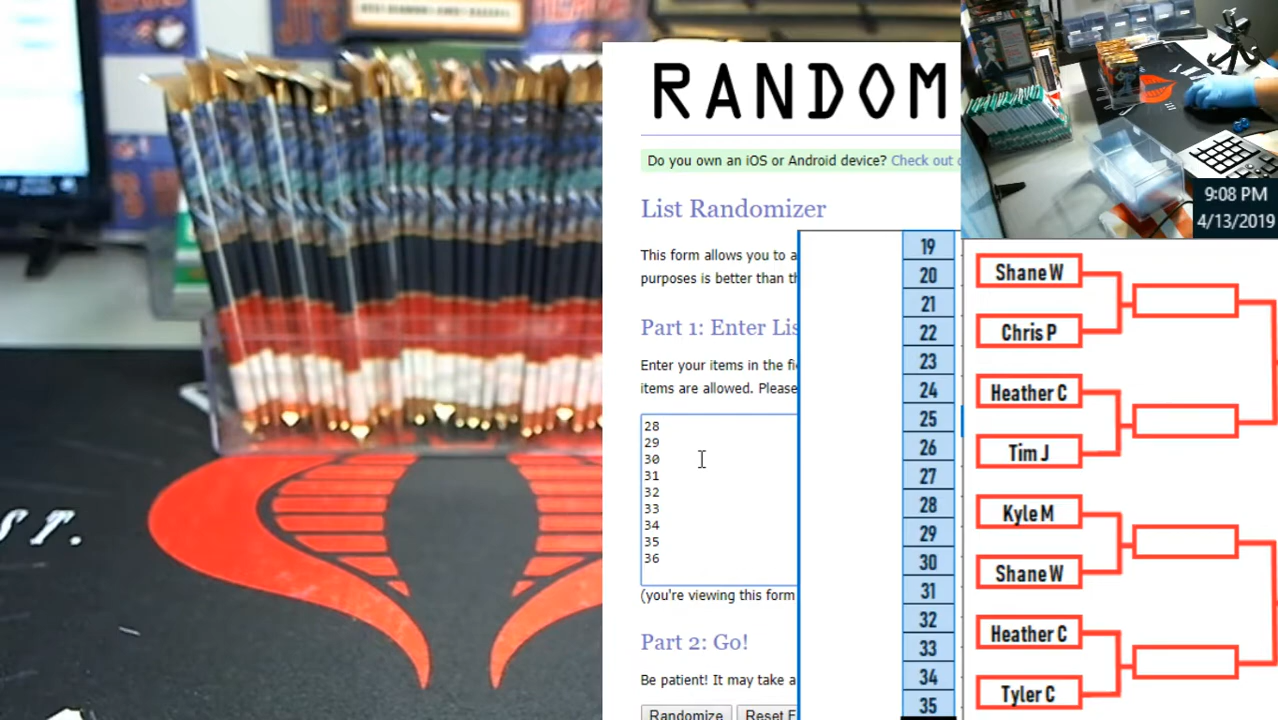 RANDOM
Do you own an iOS or Android device? Check out
List Randomizer
This form allows you to a
purposes is better than th
Part 1: Enter Lis
Enter your items in the fi
items are allowed. Please
28
29
30
31
32
33
34
35
36
(you're viewing this form
Part 2: Go!
Be patient! It may take a
Randomize
Reset F
19
20
21
22
23
24
25
26
27
28
29
30
31
32
33
34
35
9:08 PM
4/13/2019
Shane W
Chris P
Heather C
Tim J
Kyle M
Shane W
Heather C
Tyler C
ST.